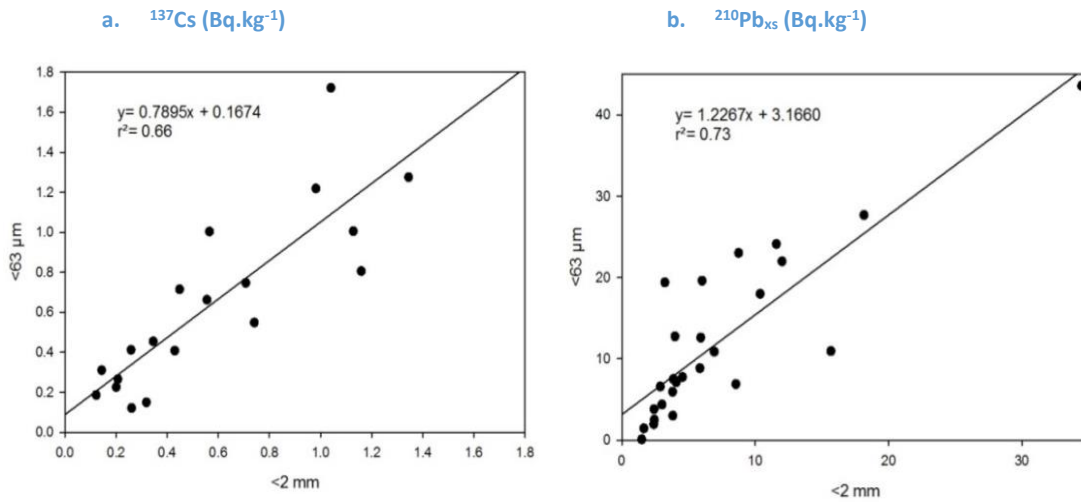 a. ¹³⁷Cs (Bq.kg⁻¹)
b. ²¹⁰Pbxs (Bq.kg⁻¹)
y= 0.7895x + 0.1674
r²= 0.66
1.8
1.6
1.4
1.2
1.0
0.8
0.6
0.4
0.2
0.0
<63 µm
0.0 0.2 0.4 0.6 0.8 1.0 1.2 1.4 1.6 1.8
<2 mm
y= 1.2267x + 3.1660
r²= 0.73
40
30
20
10
0
<63 µm
0 10 20 30
<2 mm